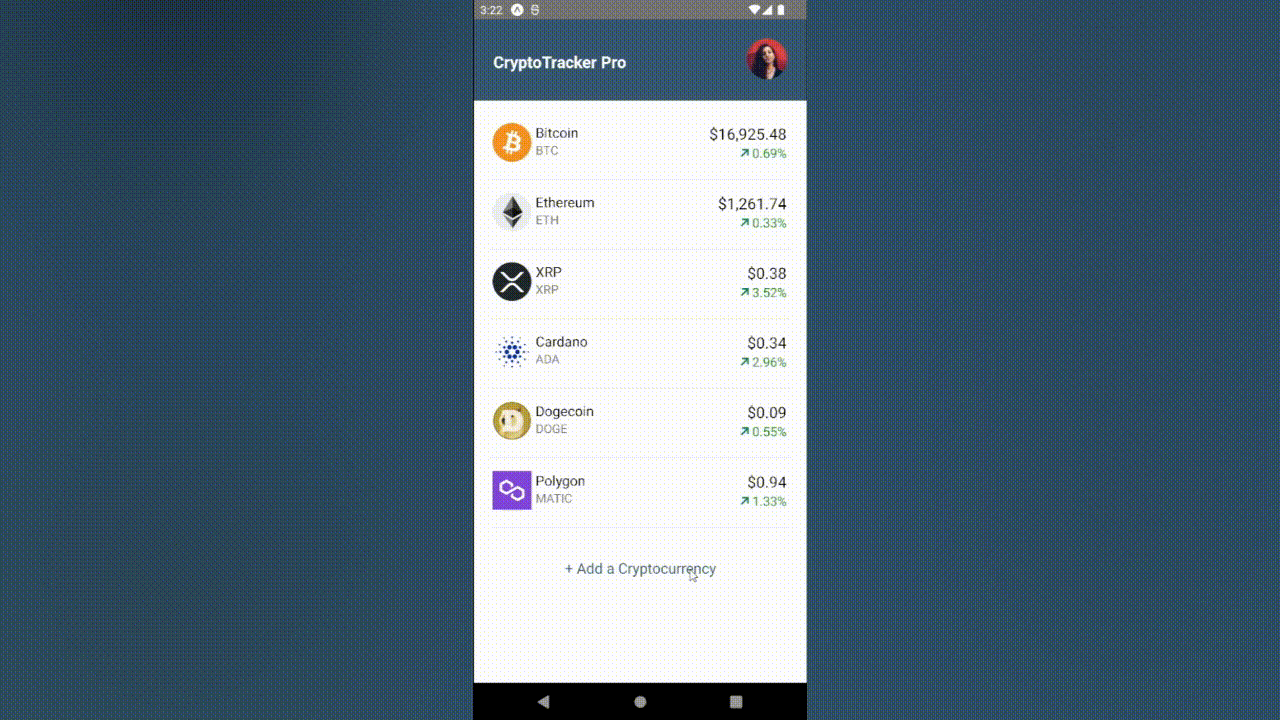 3:22
CryptoTracker Pro
Bitcoin
BTC
$16,925.48
0.69%
Ethereum
ETH
$1,261.74
0.33%
XRP
XRP
$0.38
3.52%
Cardano
ADA
$0.34
2.96%
Dogecoin
DOGE
$0.09
0.55%
Polygon
MATIC
$0.94
1.33%
+ Add a Cryptocurrency